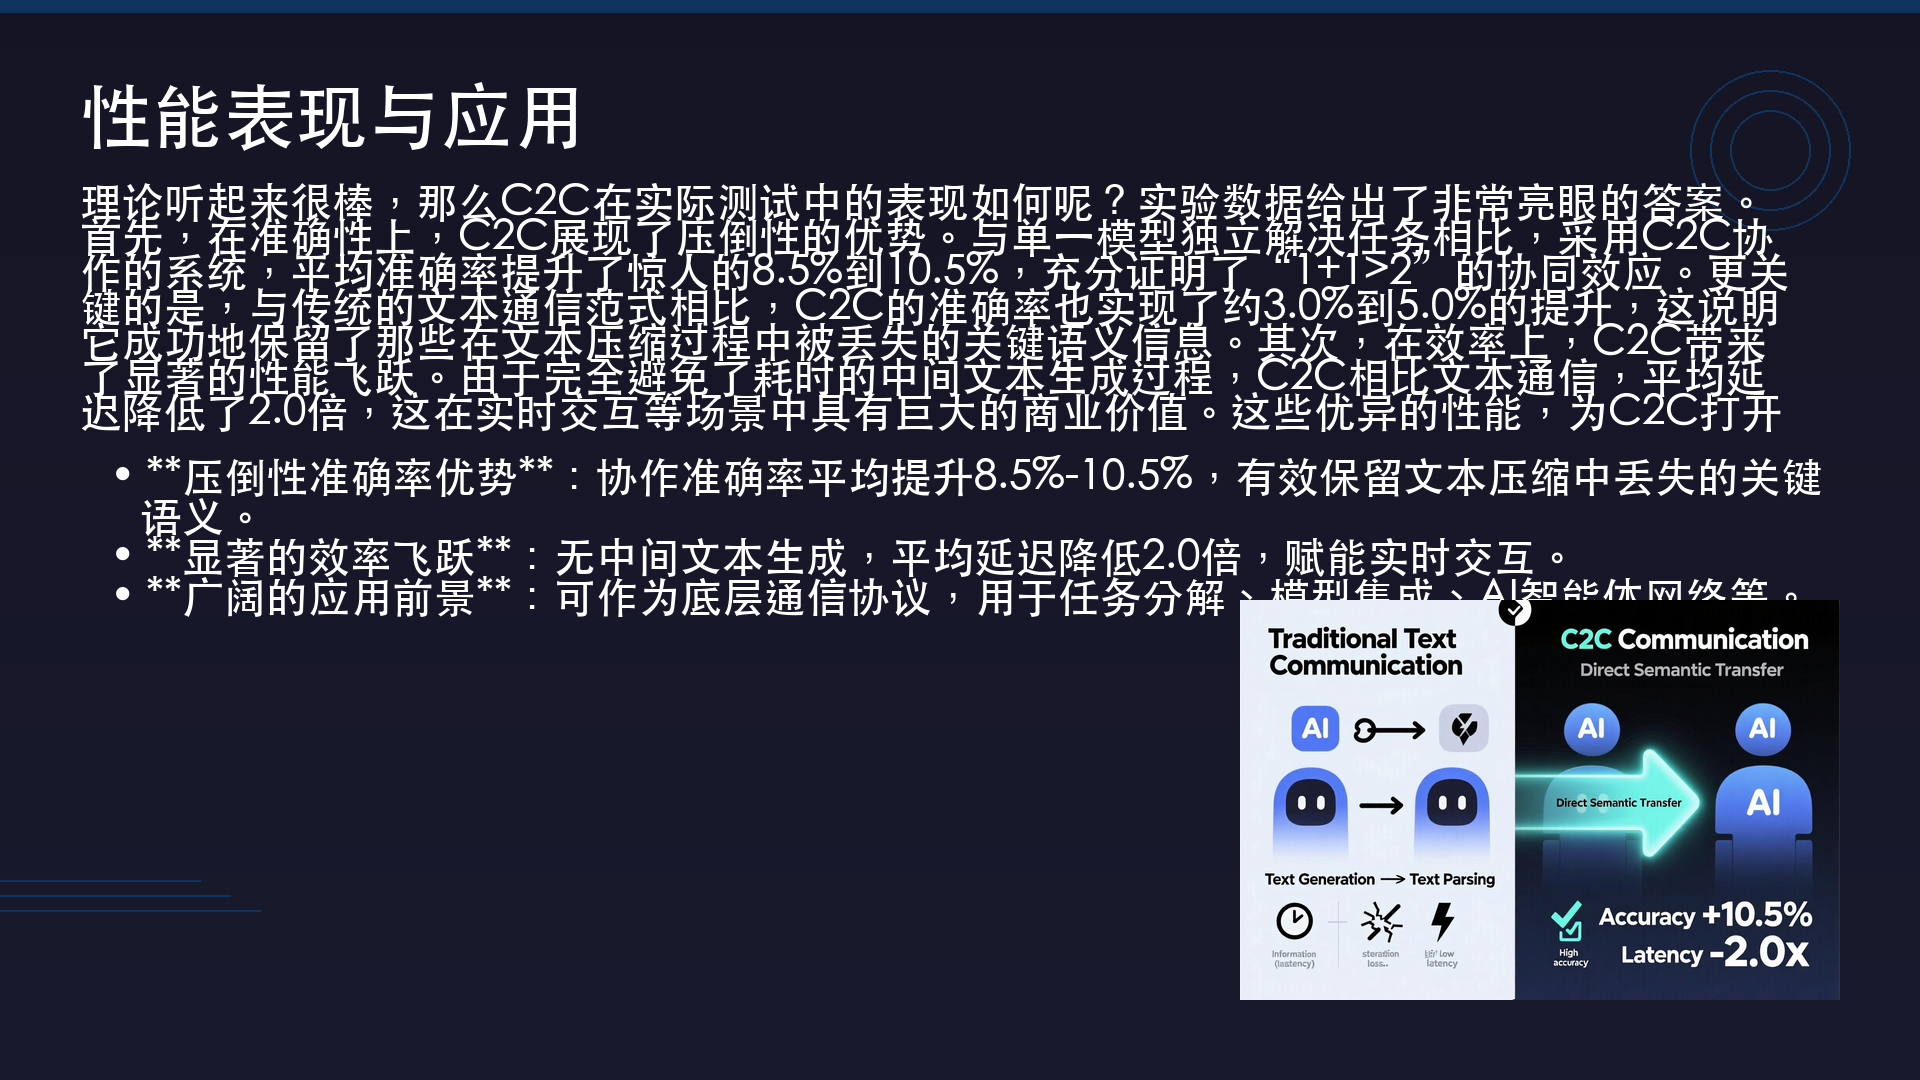 性能表现与应用
理论听起来很棒，那么C2C在实际测试中的表现如何呢？实验数据给出了非常亮眼的答案。
首先，在准确性上，C2C展现了压倒性的优势。与单一模型独立解决任务相比，采用C2C协
作的系统，平均准确率提升了惊人的8.5%到10.5%，充分证明了“1+1>2”的协同效应。更关
键的是，与传统的文本通信范式相比，C2C的准确率也实现了约3.0%到5.0%的提升，这说明
它成功地保留了那些在文本压缩过程中被丢失的关键语义信息。其次，在效率上，C2C带来
了显著的性能飞跃。由于完全避免了耗时的中间文本生成过程，C2C相比文本通信，平均延
迟降低了2.0倍，这在实时交互等场景中具有巨大的商业价值。这些优异的性能，为C2C打开
• **压倒性准确率优势**：协作准确率平均提升8.5%-10.5%，有效保留文本压缩中丢失的关键
语义。
• **显著的效率飞跃**：无中间文本生成，平均延迟降低2.0倍，赋能实时交互。
• **广阔的应用前景**：可作为底层通信协议，用于任务分解、模型集成、AI智能体网络等。
Traditional Text
Communication
AI
Text Generation → Text Parsing
Information
(lastency)
steration
loss..
low
latency
C2C Communication
Direct Semantic Transfer
AI
AI
Direct Semantic Transfer
AI
High
accuracy
Accuracy +10.5%
Latency -2.0x